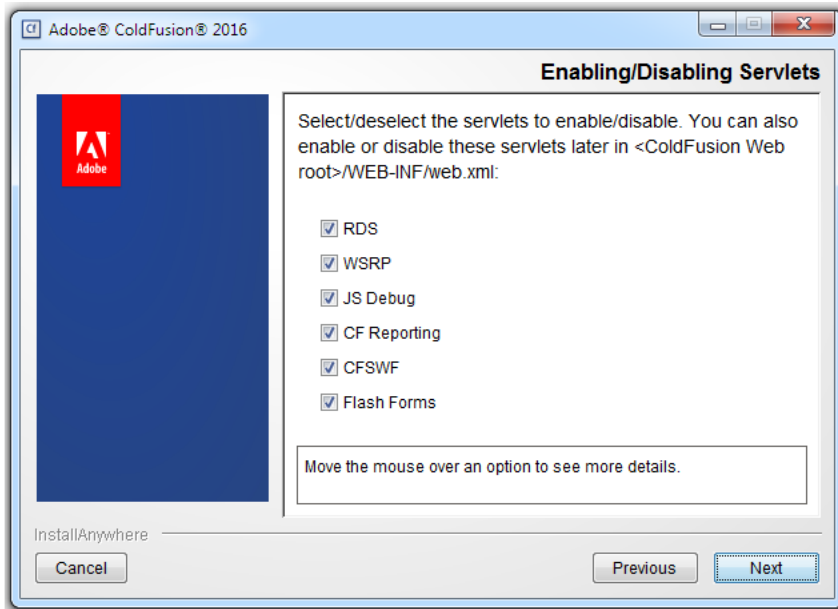 Cf Adobe® ColdFusion® 2016
Enabling/Disabling Servlets
Adobe
Select/deselect the servlets to enable/disable. You can also
enable or disable these servlets later in <ColdFusion Web
root>/WEB-INF/web.xml:
RDS
WSRP
JS Debug
CF Reporting
CFSWF
Flash Forms
Move the mouse over an option to see more details.
InstallAnywhere
Cancel
Previous
Next